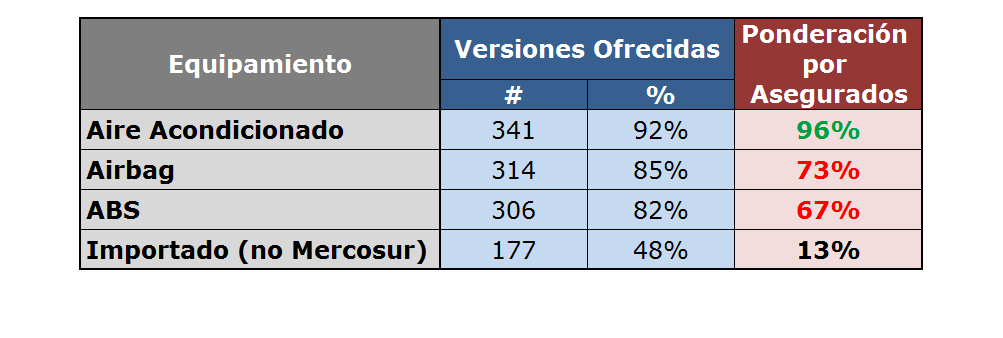 Equipamiento
Versiones Ofrecidas
Ponderación
por
Asegurados
# %
Aire Acondicionado 341 92% 96%
Airbag 314 85% 73%
ABS 306 82% 67%
Importado (no Mercosur) 177 48% 13%